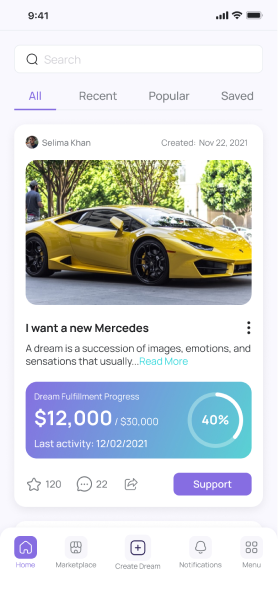 9:41
Search
All Recent Popular Saved
Selima Khan Created: Nov 22, 2021
I want a new Mercedes
A dream is a succession of images, emotions, and
sensations that usually...Read More
Dream Fulfillment Progress
$12,000 / $30,000
40%
Last activity: 12/02/2021
120 22 Support
Home Marketplace Create Dream Notifications Menu